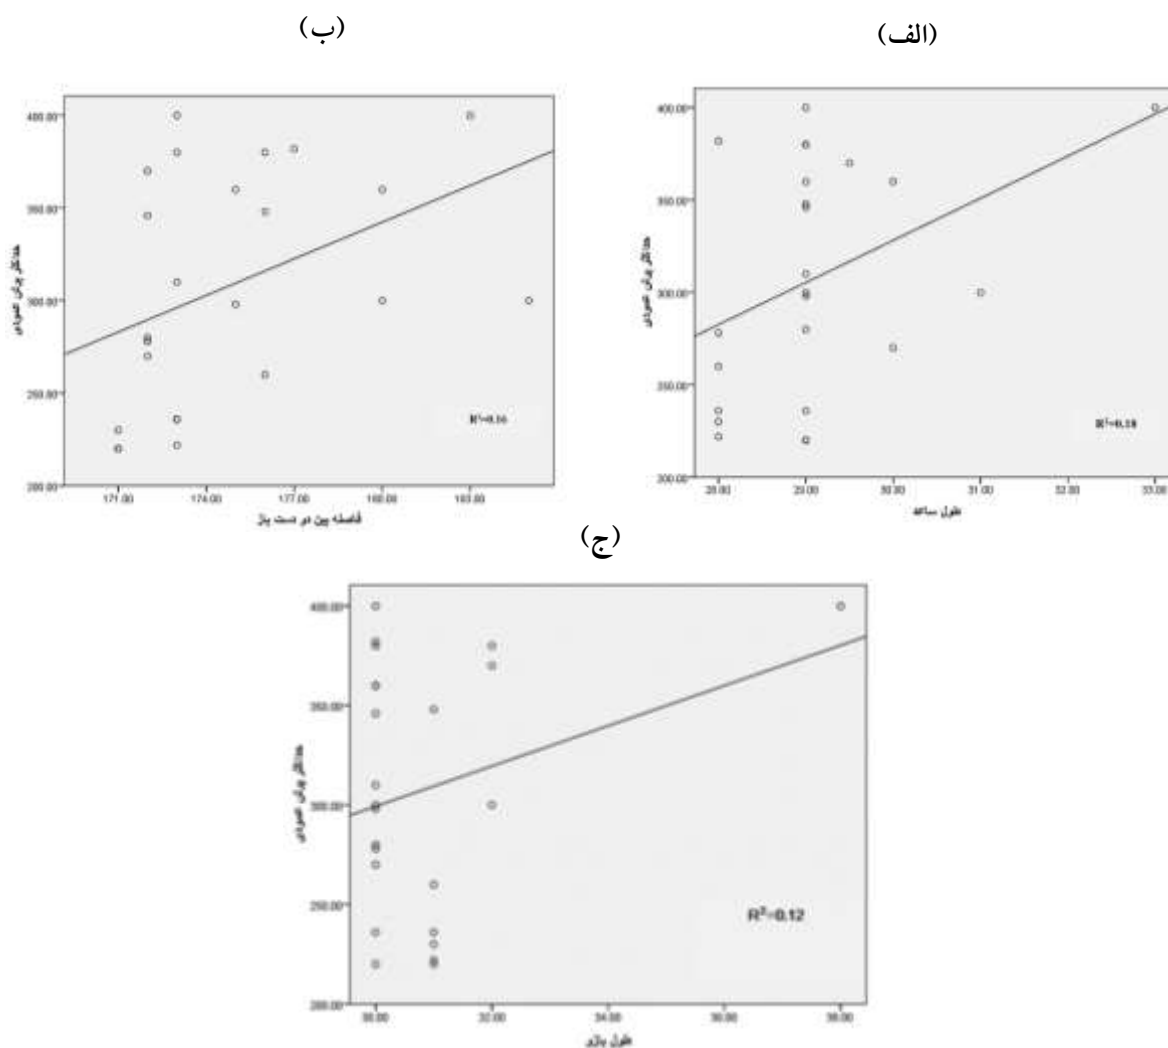 (الف)
(ب)
400.00
350.00
300.00
250.00
200.00
حداکثر پرش عمودی
R²=0.18
28.00 29.00 30.00 31.00 32.00 33.00
طول ساعد
400.00
350.00
300.00
250.00
200.00
حداکثر پرش عمودی
R²=0.16
171.00 174.00 177.00 180.00 183.00
فاصله بین دو دست باز
(ج)
400.00
350.00
300.00
250.00
200.00
حداکثر پرش عمودی
R²=0.12
30.00 32.00 34.00 36.00 38.00
طول بازو